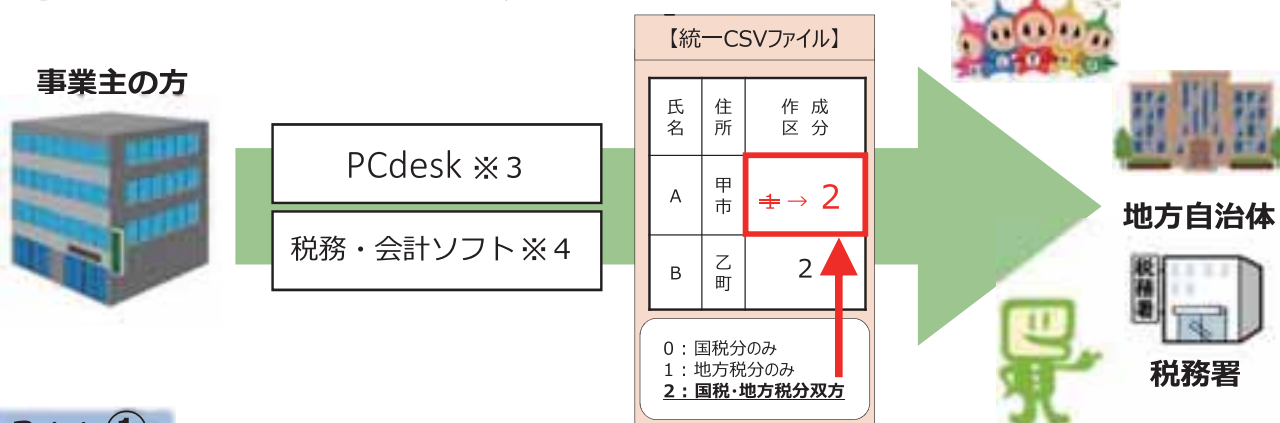 【統一CSVファイル】
事業主の方
氏名 住所 作成区分
PCdesk ※３
A 甲市 1 → 2
税務・会計ソフト※４
B 乙町 2
0：国税分のみ
1：地方税分のみ
2：国税･地方税分双方
地方自治体
税務署
税務署
①